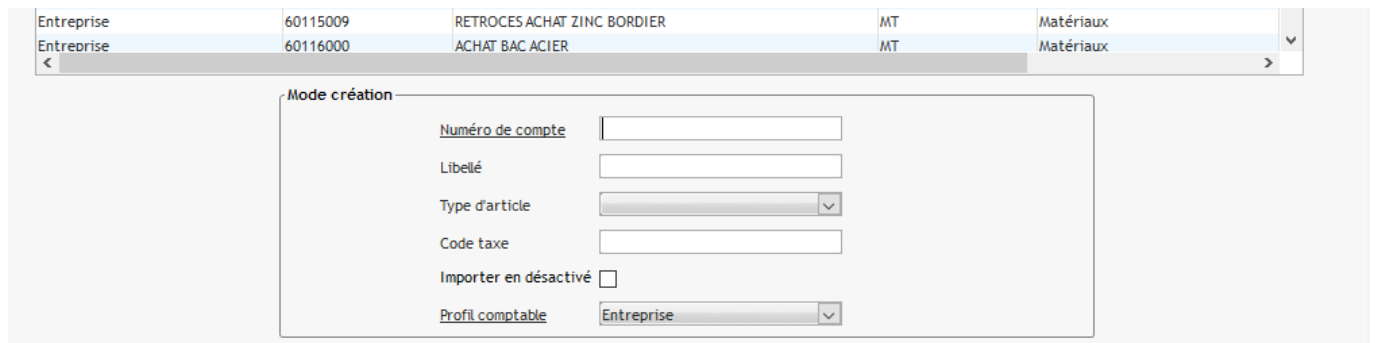 Entreprise 60115009 RETROCES ACHAT ZINC BORDIER MT Matériaux
Entreprise 60116000 ACHAT BAC ACIER MT Matériaux
Mode création
Numéro de compte
Libellé
Type d'article
Code taxe
Importer en désactivé
Profil comptable Entreprise